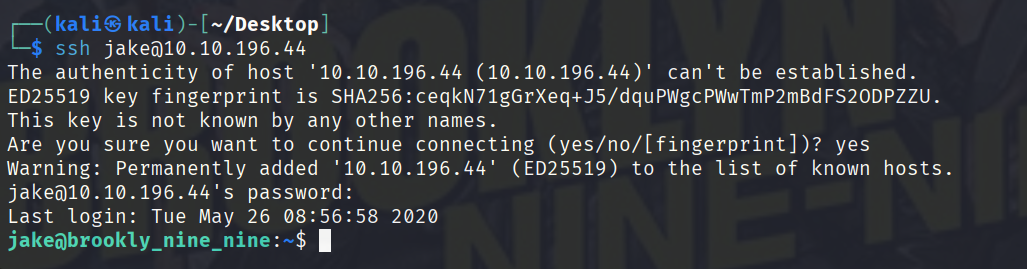 ┌──(kali㉿kali)-[~/Desktop]
└─$ ssh jake@10.10.196.44
The authenticity of host '10.10.196.44 (10.10.196.44)' can't be established.
ED25519 key fingerprint is SHA256:ceqkN71gGrXeq+J5/dquPWgcPWwTmP2mBdFS2ODPZZU.
This key is not known by any other names.
Are you sure you want to continue connecting (yes/no/[fingerprint])? yes
Warning: Permanently added '10.10.196.44' (ED25519) to the list of known hosts.
jake@10.10.196.44's password:
Last login: Tue May 26 08:56:58 2020
jake@brookly_nine_nine:~$
BROOKLYN
NINE-NI